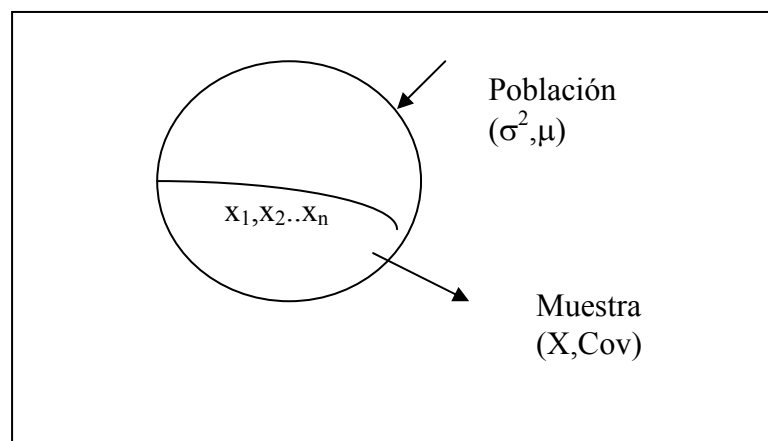 Población
(σ²,μ)
x₁,x₂..xₙ
Muestra
(X,Cov)